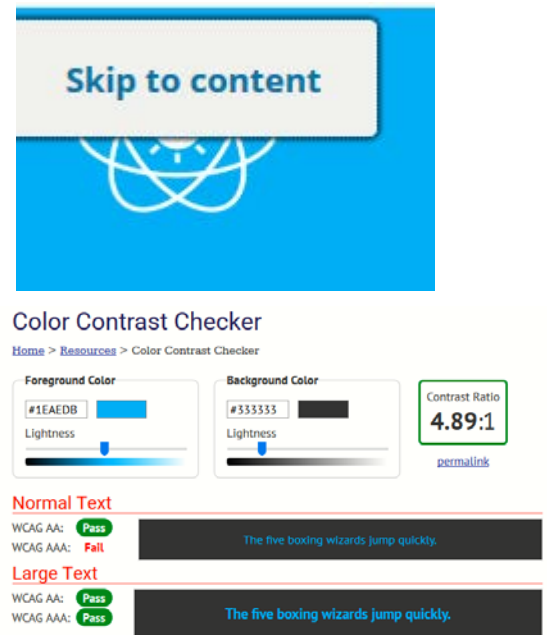 Skip to content
Color Contrast Checker
Home > Resources > Color Contrast Checker
Foreground Color
#1EAEDB
Lightness
Background Color
#333333
Lightness
Contrast Ratio
4.89:1
permalink
Normal Text
WCAG AA: Pass
WCAG AAA: Fail
The five boxing wizards jump quickly.
Large Text
WCAG AA: Pass
WCAG AAA: Pass
The five boxing wizards jump quickly.